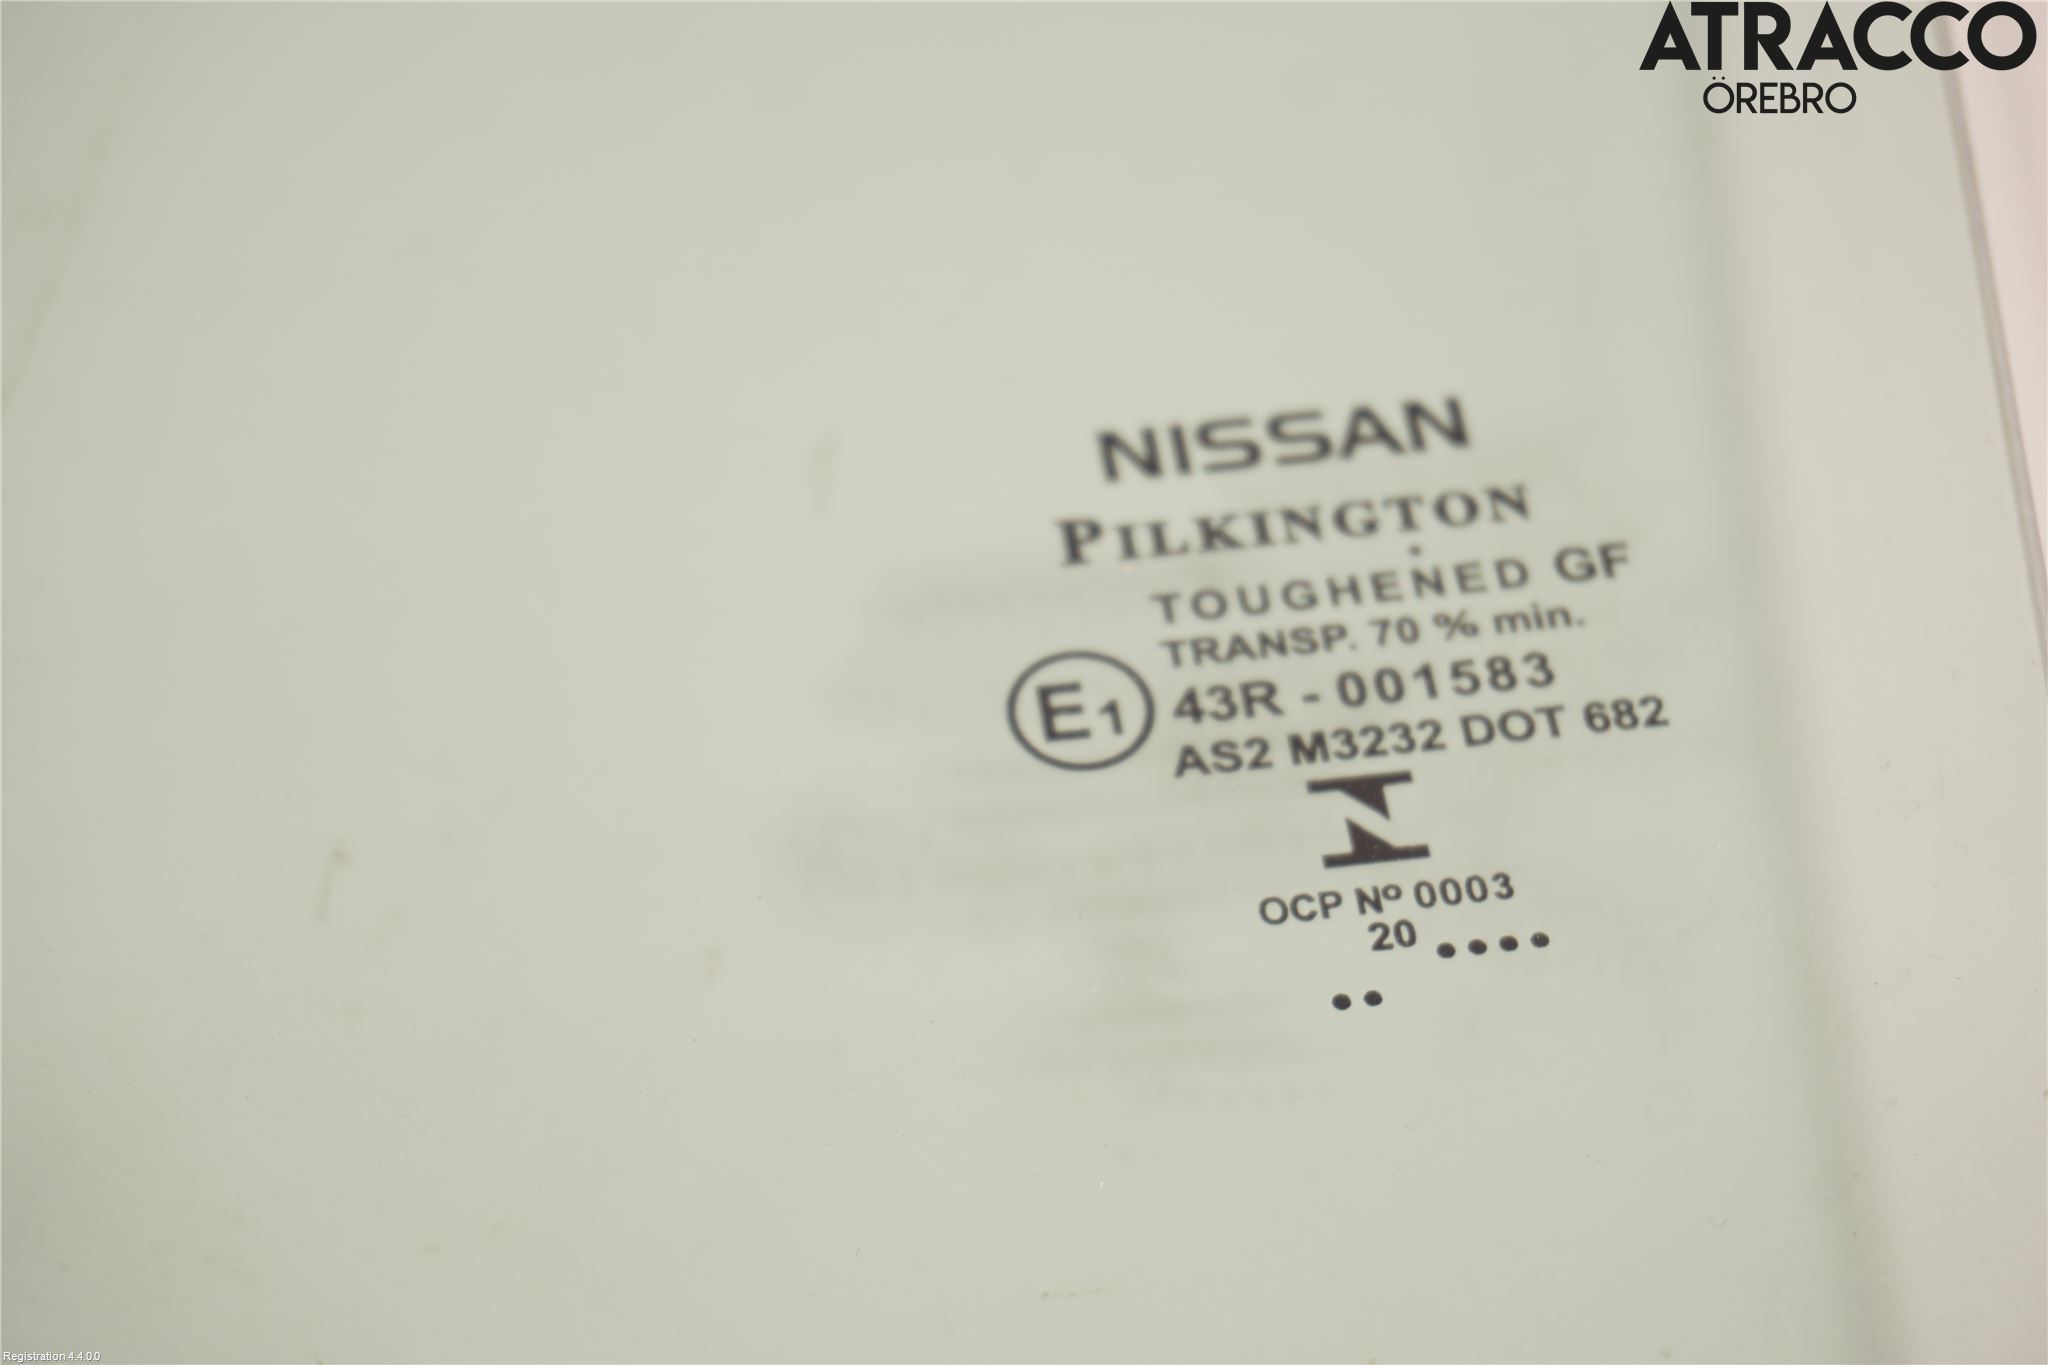 ATRACCO
ÖREBRO
NISSAN
PILKINGTON
TOUGHENED GF
TRANSP. 70 % min.
E1 43R - 001583
AS2 M3232 DOT 682
OCP Nº 0003
20 ....
..
Registration 4.4.0.0